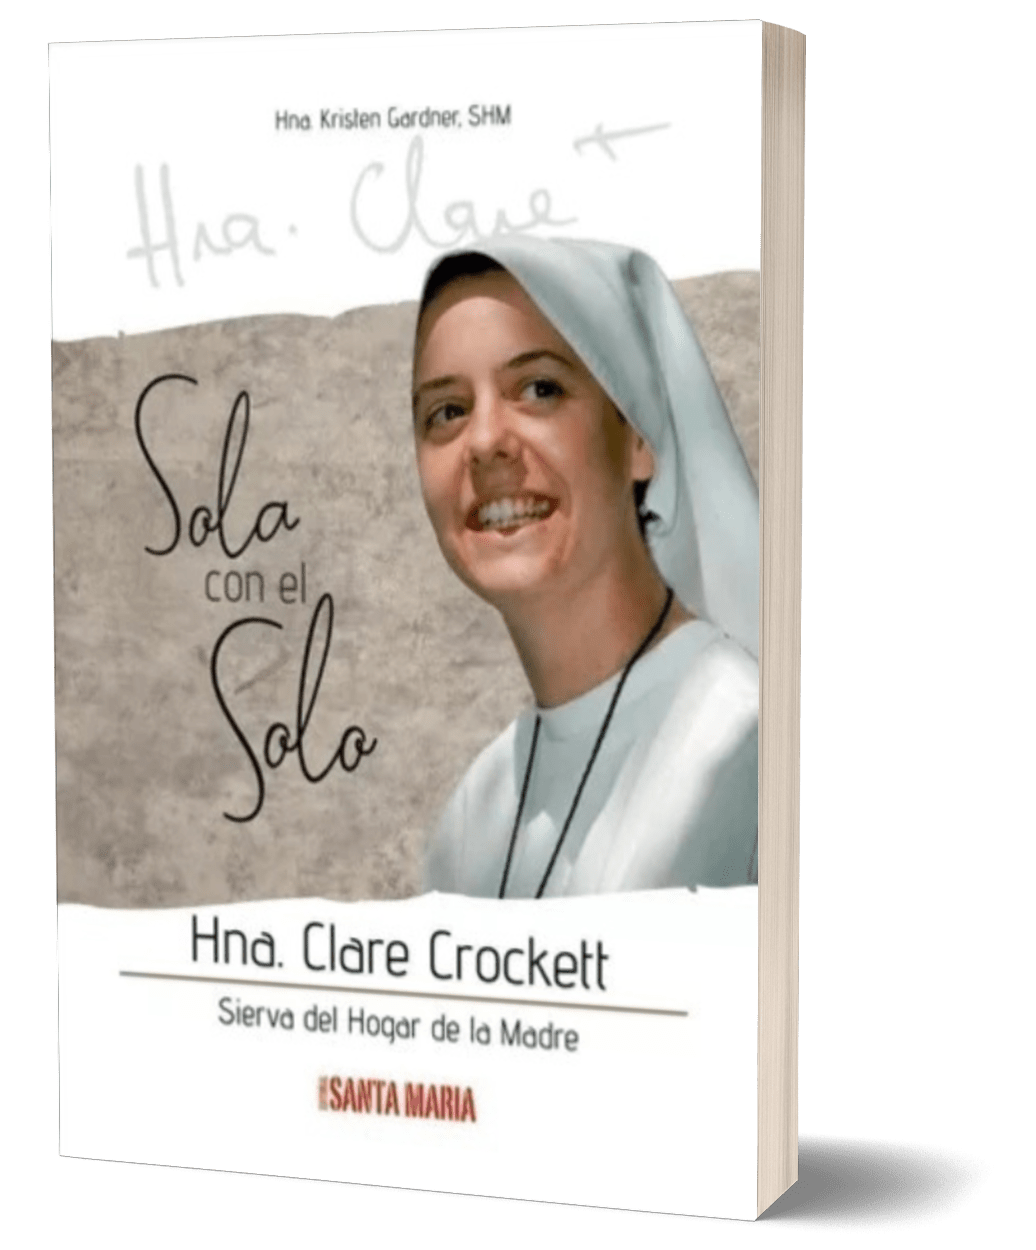 Hna. Kristen Gardner, SHM
Hna. Clare
Sola
con el
Solo
Hna. Clare Crockett
Sierva del Hogar de la Madre
SANTA MARIA